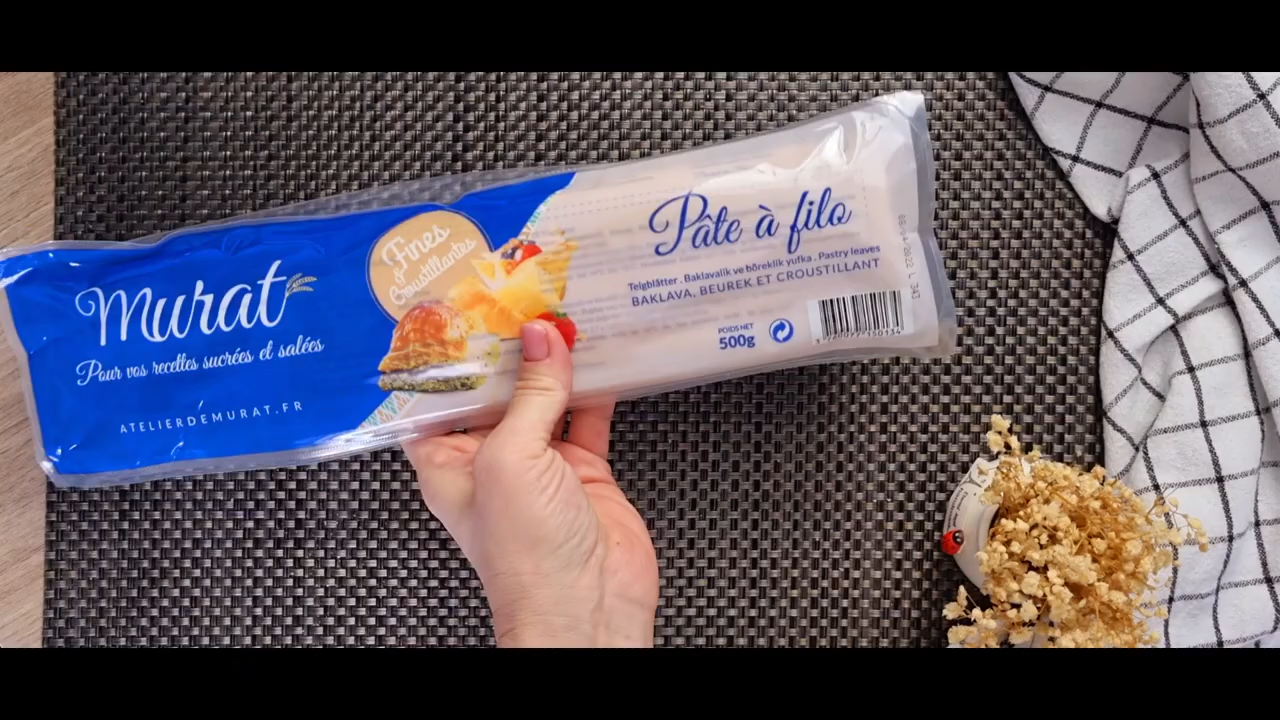 Murat
Pour vos recettes sucrées et salées
ATELIERDEMURAT.FR
Fines
&
Croustillantes
Pâte à filo
Teigblätter . Baklavalik ve böreklik yufka . Pastry leaves
BAKLAVA, BEUREK ET CROUSTILLANT
POIDS NET
500g